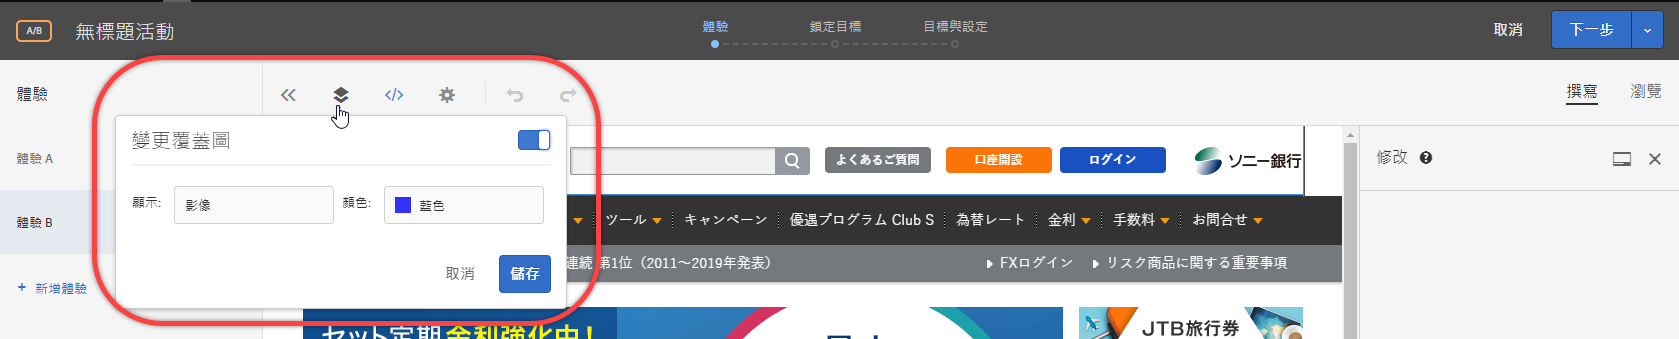 A/B 無標題活動
體驗 鎖定目標 目標與設定
取消 下一步
體驗
撰寫 瀏覽
變更覆蓋圖
顯示: 影像 顏色: 藍色
取消 儲存
體驗 A
體驗 B
+ 新增體驗
よくあるご質問 口座開設 ログイン ソニー銀行
修改
ツール キャンペーン 優遇プログラム Club S 為替レート 金利 手数料 お問合せ
連続 第1位（2011～2019年発表） FXログイン リスク商品に関する重要事項
セット定期 金利強化中！
JTB旅行券